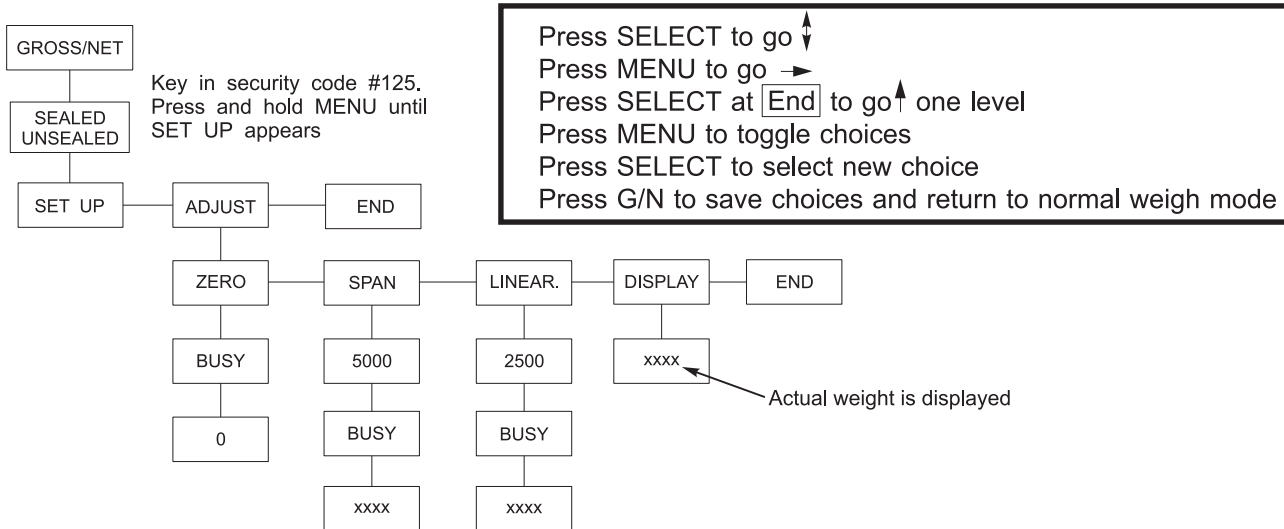 GROSS/NET
SEALED
UNSEALED
Key in security code #125.
Press and hold MENU until
SET UP appears
Press SELECT to go
Press MENU to go
Press SELECT at End to go one level
Press MENU to toggle choices
Press SELECT to select new choice
Press G/N to save choices and return to normal weigh mode
SET UP
ADJUST
END
ZERO
SPAN
LINEAR.
DISPLAY
END
BUSY
5000
2500
xxxx
Actual weight is displayed
0
BUSY
BUSY
xxxx
xxxx